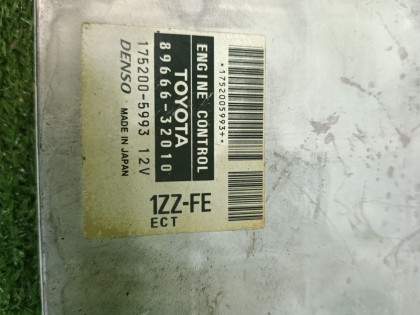 *1752005993+*
ENGINE CONTROL
TOYOTA
89666-32010
175200-5993 12V
DENSO MADE IN JAPAN
1ZZ-FE
ECT